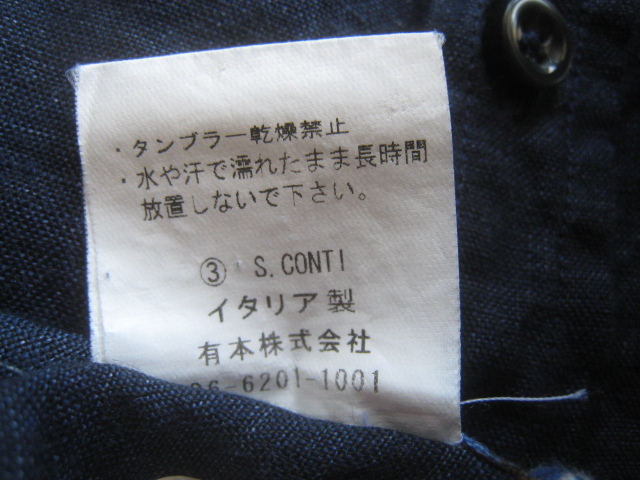 ・タンブラー乾燥禁止
・水や汗で濡れたまま長時間
放置しないで下さい。
③ S.CONTI
イタリア製
有本株式会社
06-6201-1001